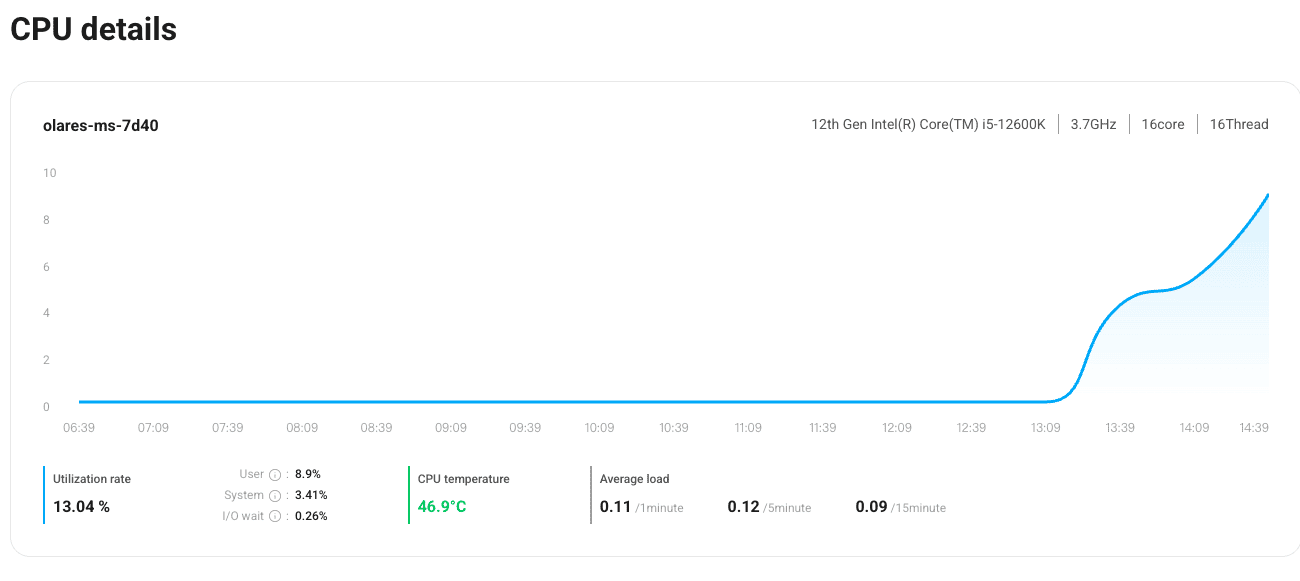 CPU details
olares-ms-7d40
12th Gen Intel(R) Core(TM) i5-12600K 3.7GHz 16core 16Thread
10
8
6
4
2
0
06:39 07:09 07:39 08:09 08:39 09:09 09:39 10:09 10:39 11:09 11:39 12:09 12:39 13:09 13:39 14:09 14:39
Utilization rate
13.04 %
User : 8.9%
System : 3.41%
I/O wait : 0.26%
CPU temperature
46.9°C
Average load
0.11 /1minute 0.12 /5minute 0.09 /15minute